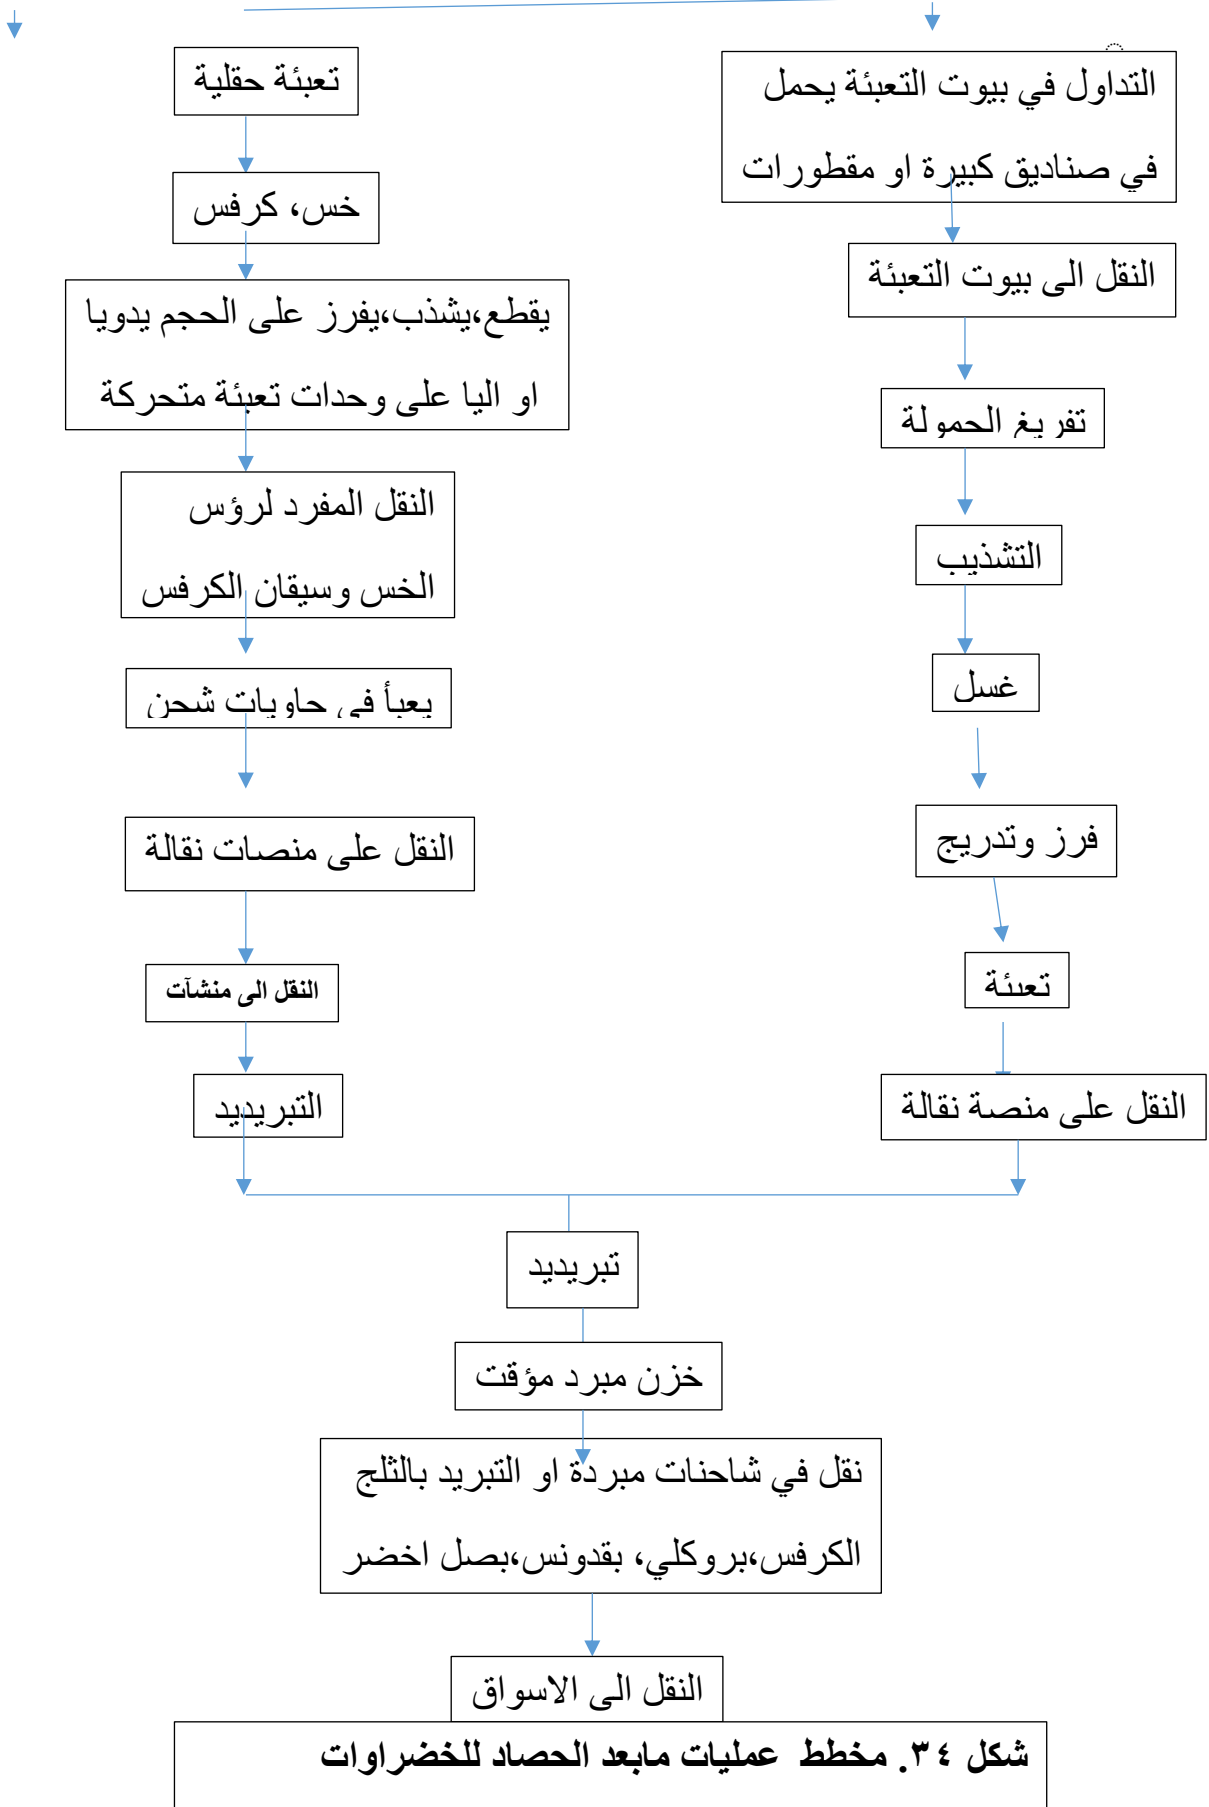 التداول في بيوت التعبئة يحمل
في صناديق كبيرة او مقطورات
النقل الى بيوت التعبئة
تفريغ الحمولة
التشذيب
غسل
فرز وتدريج
تعبئة
النقل على منصة نقالة
تعبئة حقلية
خس، كرفس
يقطع،يشذب،يفرز على الحجم يدويا
او اليا على وحدات تعبئة متحركة
النقل المفرد لرؤس
الخس وسيقان الكرفس
يعبأ في حاويات شحن
النقل على منصات نقالة
النقل الى منشآت
التبريديد
تبريديد
خزن مبرد مؤقت
نقل في شاحنات مبردة او التبريد بالثلج
الكرفس،بروكلي، بقدونس،بصل اخضر
النقل الى الاسواق
شكل ٣٤. مخطط عمليات مابعد الحصاد للخضراوات